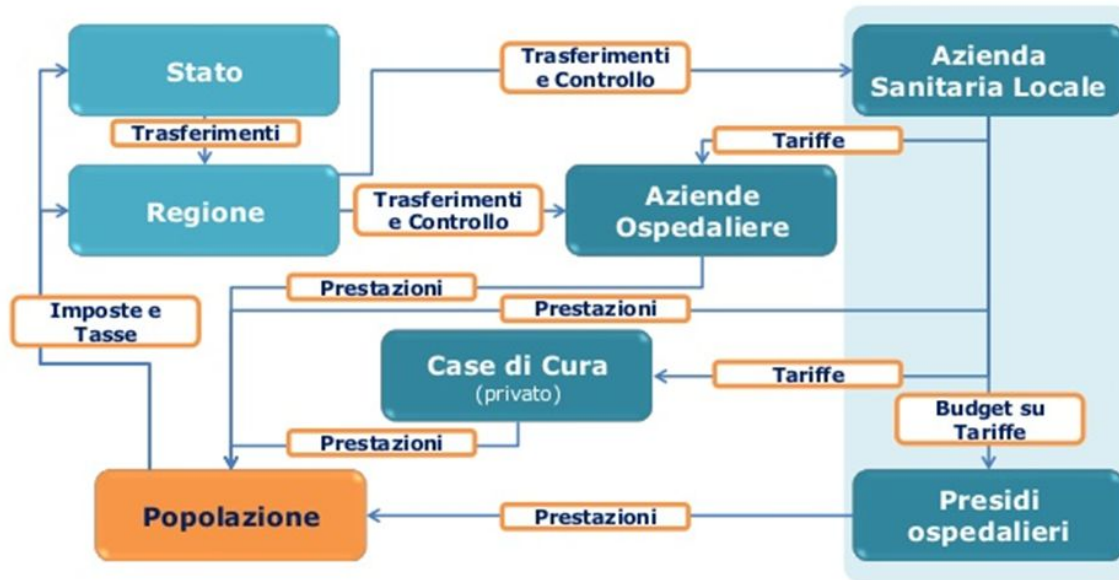 Stato
Trasferimenti
e Controllo
Azienda
Sanitaria Locale
Trasferimenti
Tariffe
Regione
Trasferimenti
e Controllo
Aziende
Ospedaliere
Prestazioni
Imposte e
Tasse
Prestazioni
Case di Cura
(privato)
Tariffe
Budget su
Tariffe
Prestazioni
Popolazione
Prestazioni
Presidi
ospedalieri